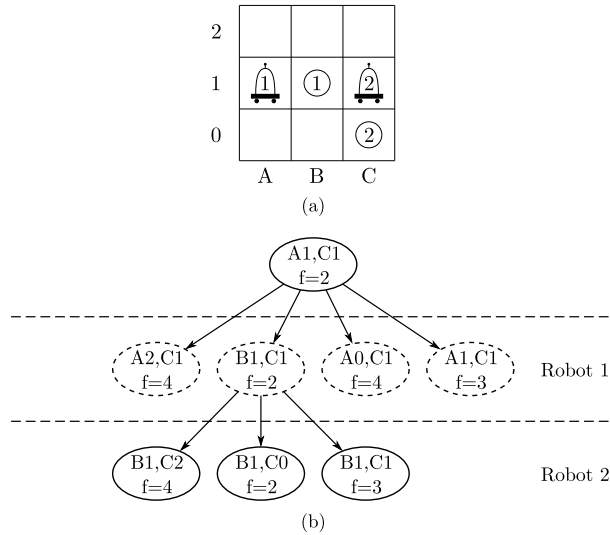 2
1 1 1 2
0 2
A B C
(a)
A1,C1
f=2
A2,C1 B1,C1 A0,C1 A1,C1
f=4 f=2 f=4 f=3
Robot 1
B1,C2 B1,C0 B1,C1
f=4 f=2 f=3
Robot 2
(b)